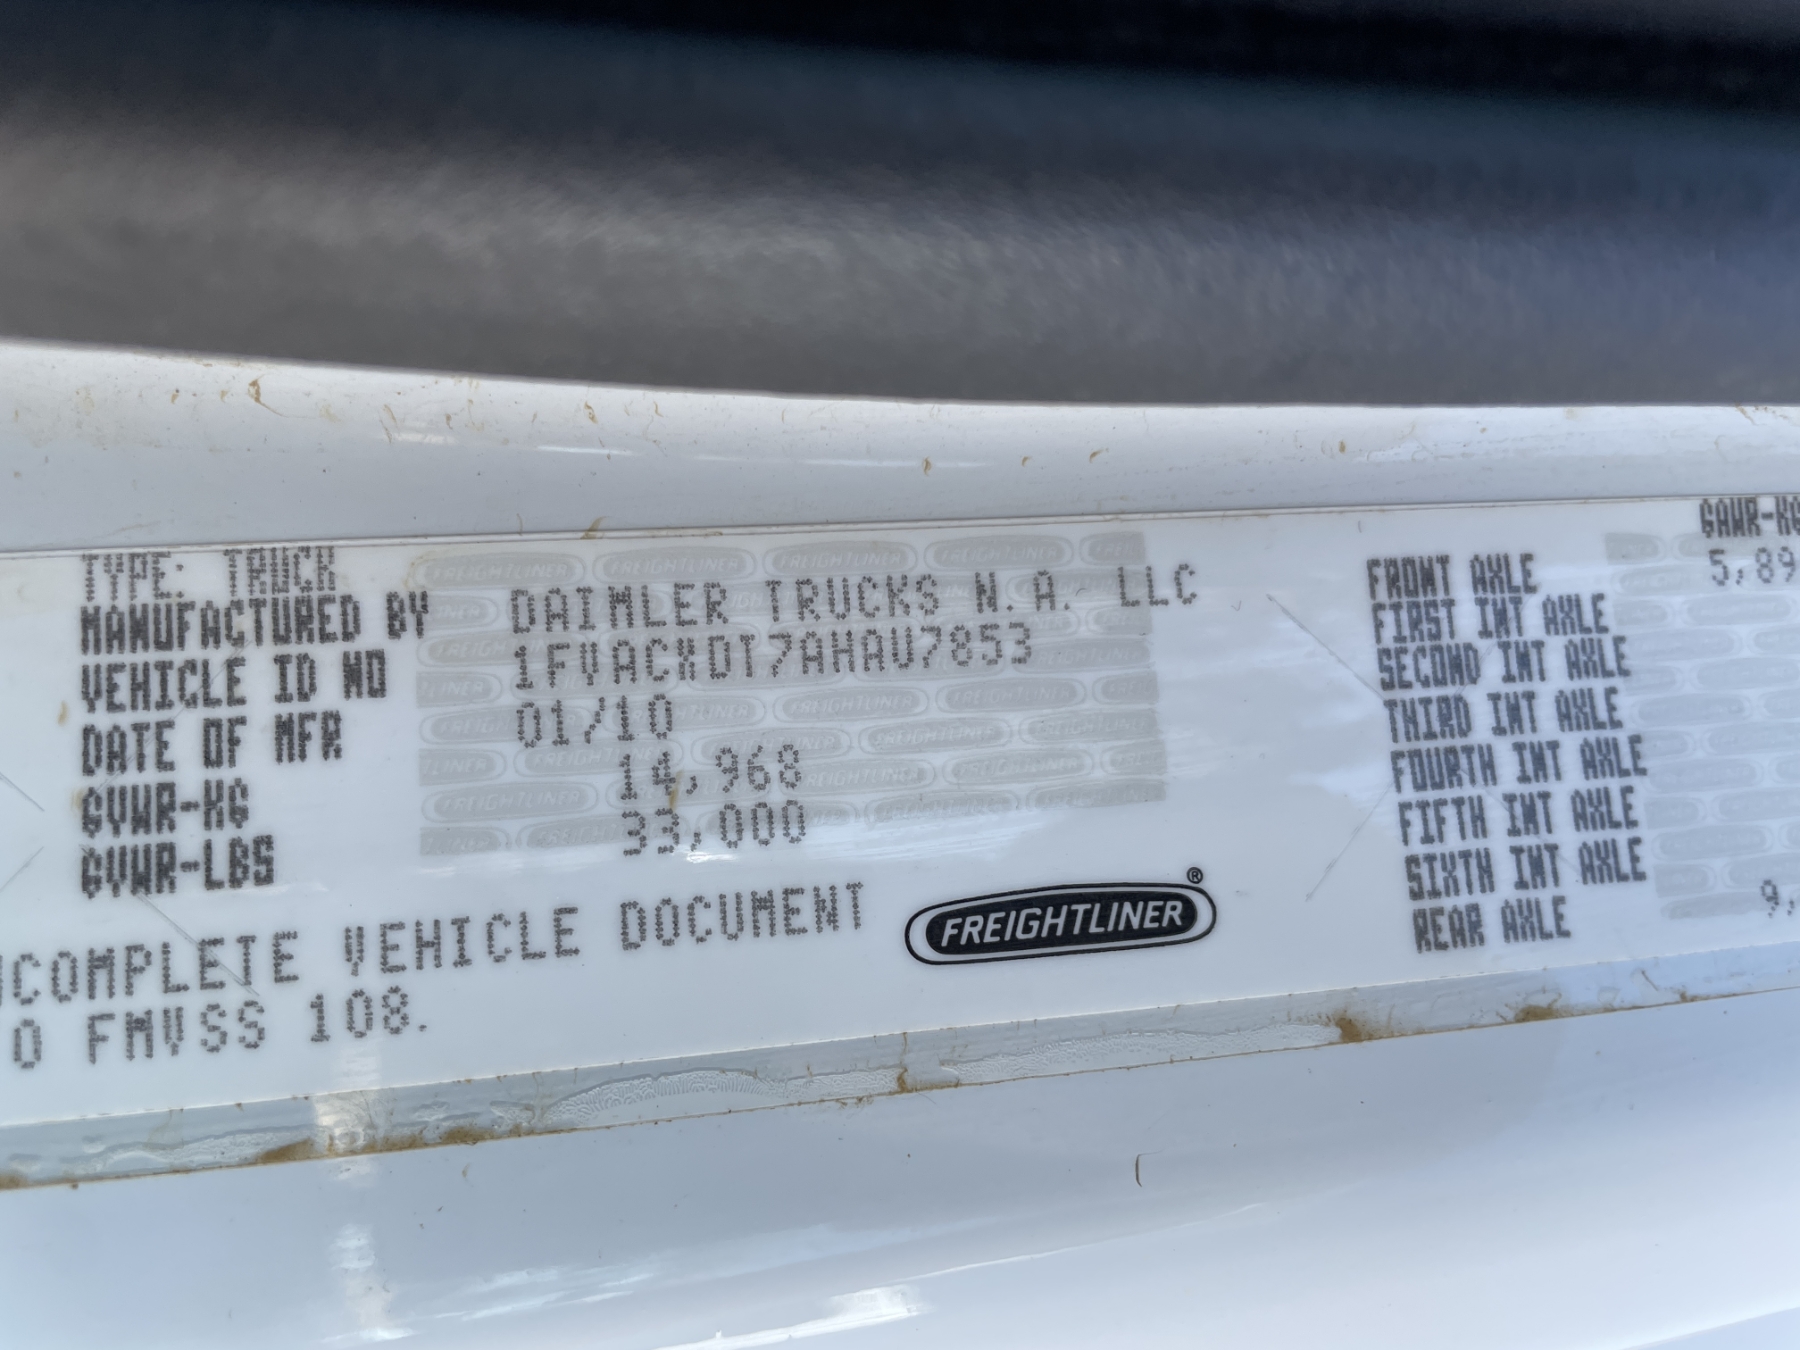 TYPE: TRUCK
MANUFACTURED BY DAIMLER TRUCKS N.A. LLC
VEHICLE ID NO
DATE OF MFR 01/10
GVWR-KG 14,968
GVWR-LBS 33,000
COMPLETE VEHICLE DOCUMENT
O FMVSS 108.
FREIGHTLINER®
GAWR-KG
FRONT AXLE 5,89
FIRST INT AXLE
SECOND INT AXLE
THIRD INT AXLE
FOURTH INT AXLE
FIFTH INT AXLE
SIXTH INT AXLE
REAR AXLE 9,